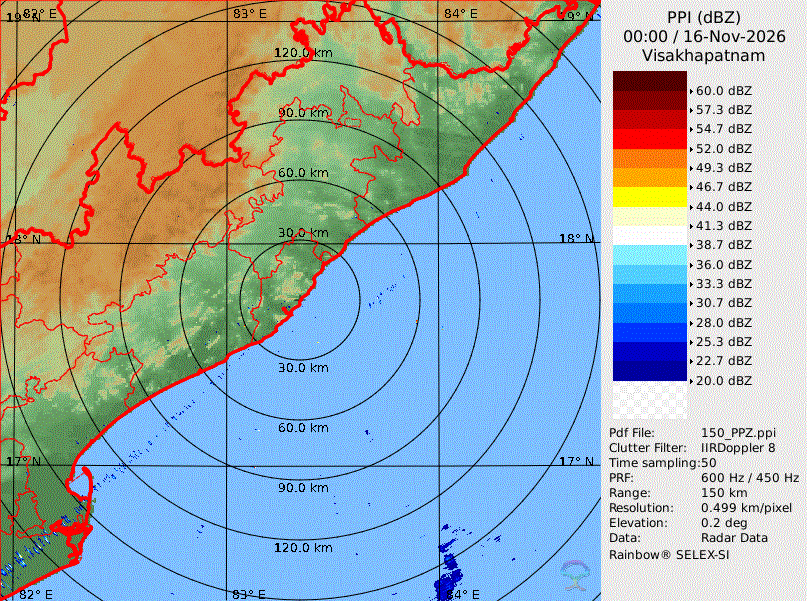 19° N
82° E
83° E
84° E
19° N
120.0 km
90.0 km
60.0 km
30.0 km
18° N
18° N
30.0 km
60.0 km
17° N
17° N
90.0 km
120.0 km
82° E
83° E
84° E
PPI (dBZ)
00:00 / 16-Nov-2026
Visakhapatnam
60.0 dBZ
57.3 dBZ
54.7 dBZ
52.0 dBZ
49.3 dBZ
46.7 dBZ
44.0 dBZ
41.3 dBZ
38.7 dBZ
36.0 dBZ
33.3 dBZ
30.7 dBZ
28.0 dBZ
25.3 dBZ
22.7 dBZ
20.0 dBZ
Pdf File: 150_PPZ.ppi
Clutter Filter: IIRDoppler 8
Time sampling:50
PRF: 600 Hz / 450 Hz
Range: 150 km
Resolution: 0.499 km/pixel
Elevation: 0.2 deg
Data: Radar Data
Rainbow® SELEX-SI